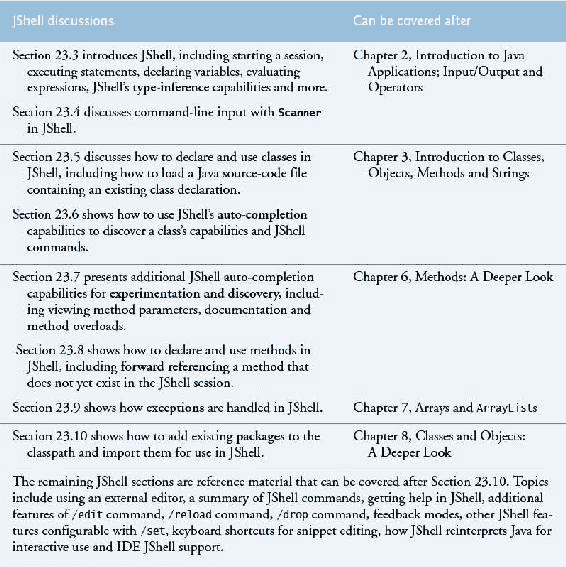 JShell discussions
Can be covered after
Section 23.3 introduces JShell, including starting a session,
executing statements, declaring variables, evaluating
expressions, JShell's type-inference capabilities and more.
Section 23.4 discusses command-line input with Scanner
in JShell.
Chapter 2, Introduction to Java
Applications; Input/Output and
Operators
Section 23.5 discusses how to declare and use classes in
JShell, including how to load a Java source-code file
containing an existing class declaration.
Section 23.6 shows how to use JShell's auto-completion
capabilities to discover a class's capabilities and JShell
commands.
Chapter 3, Introduction to Classes,
Objects, Methods and Strings
Section 23.7 presents additional JShell auto-completion
capabilities for experimentation and discovery, includ-
ing viewing method parameters, documentation and
method overloads.
Section 23.8 shows how to declare and use methods in
JShell, including forward referencing a method that
does not yet exist in the JShell session.
Chapter 6, Methods: A Deeper Look
Section 23.9 shows how exceptions are handled in JShell.
Chapter 7, Arrays and ArrayLists
Section 23.10 shows how to add existing packages to the
classpath and import them for use in JShell.
Chapter 8, Classes and Objects:
A Deeper Look
The remaining JShell sections are reference material that can be covered after Section 23.10. Topics
include using an external editor, a summary of JShell commands, getting help in JShell, additional
features of /edit command, /reload command, /drop command, feedback modes, other JShell fea-
tures configurable with /set, keyboard shortcuts for snippet editing, how JShell reinterprets Java for
interactive use and IDE JShell support.